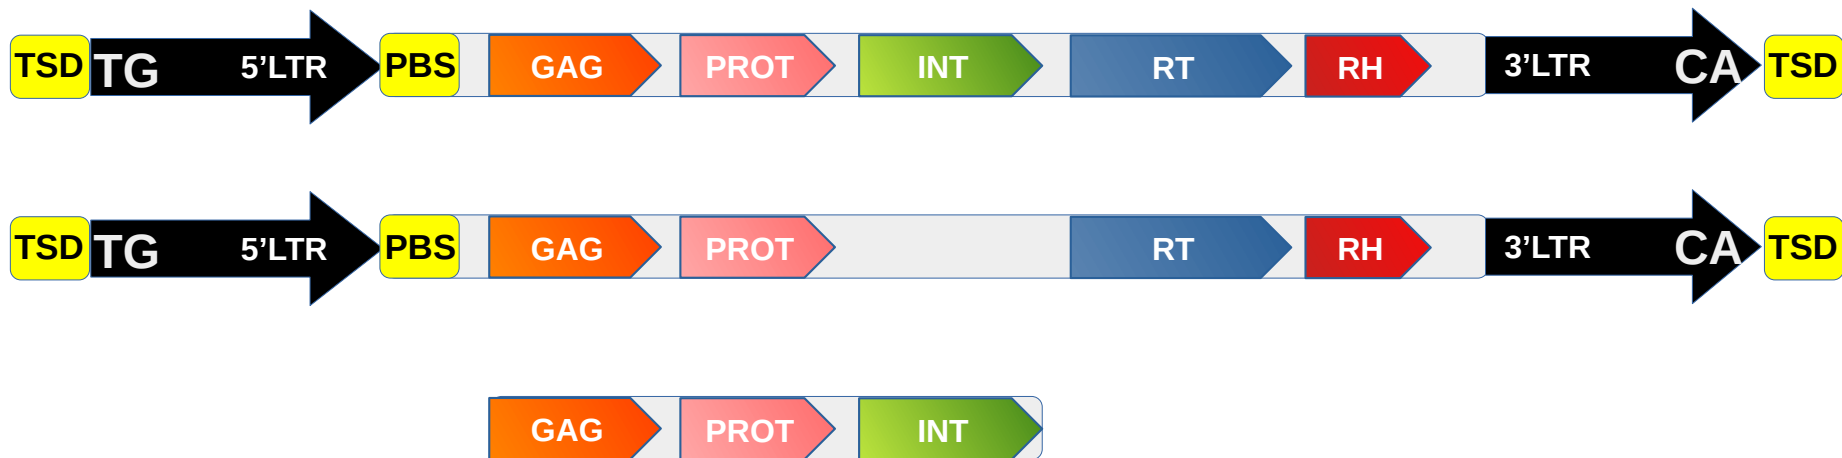 TSD TG 5’LTR PBS GAG PROT INT RT RH 3’LTR CA TSD
TSD TG 5’LTR PBS GAG PROT RT RH 3’LTR CA TSD
GAG PROT INT